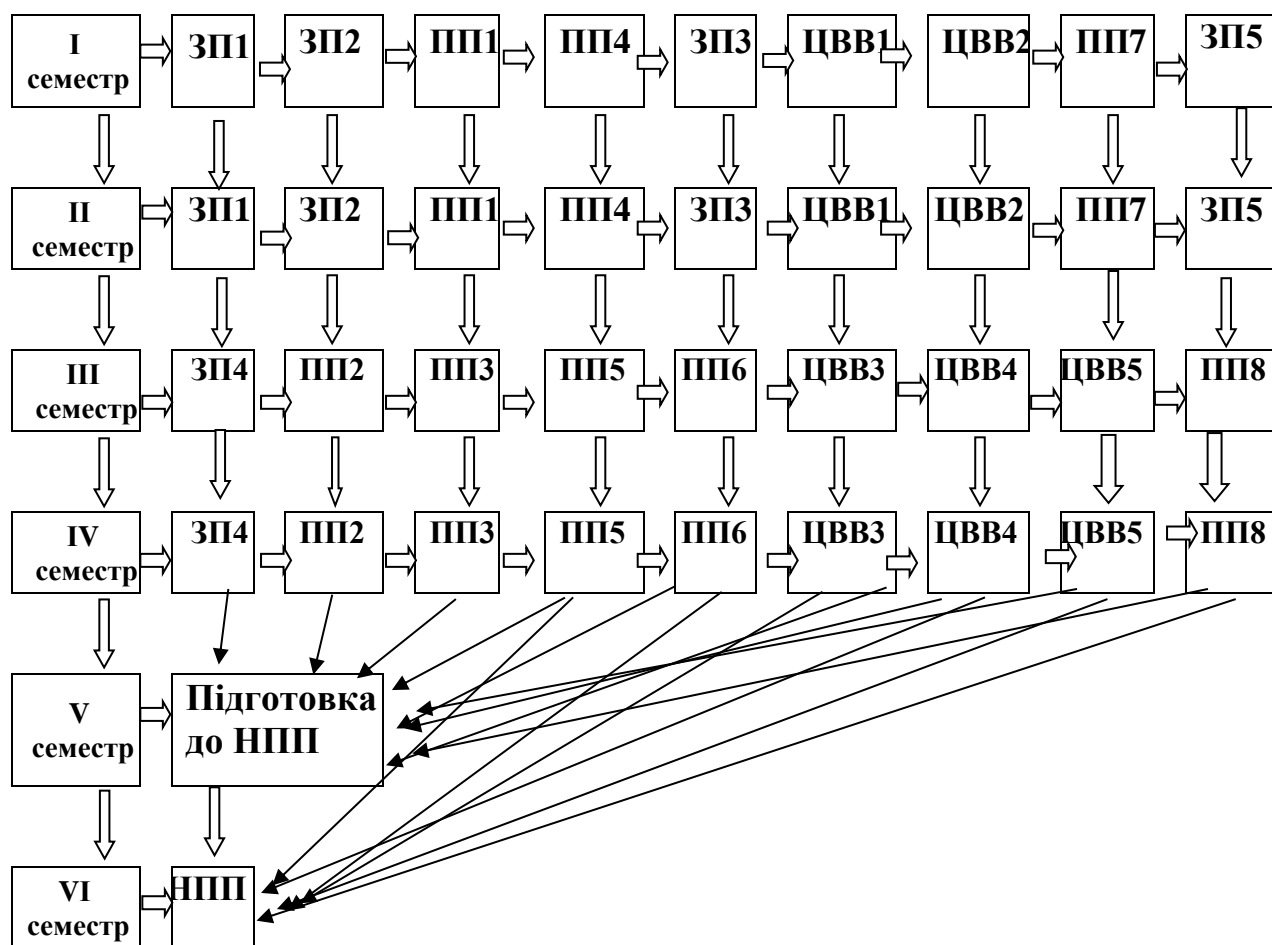 I
семестр
ЗП1
ЗП2
ПП1
ПП4
ЗП3
ЦВВ1
ЦВВ2
ПП7
ЗП5
II
семестр
ЗП1
ЗП2
ПП1
ПП4
ЗП3
ЦВВ1
ЦВВ2
ПП7
ЗП5
III
семестр
ЗП4
ПП2
ПП3
ПП5
ПП6
ЦВВ3
ЦВВ4
ЦВВ5
ПП8
IV
семестр
ЗП4
ПП2
ПП3
ПП5
ПП6
ЦВВ3
ЦВВ4
ЦВВ5
ПП8
V
семестр
Підготовка
до НПП
VI
семестр
НПП